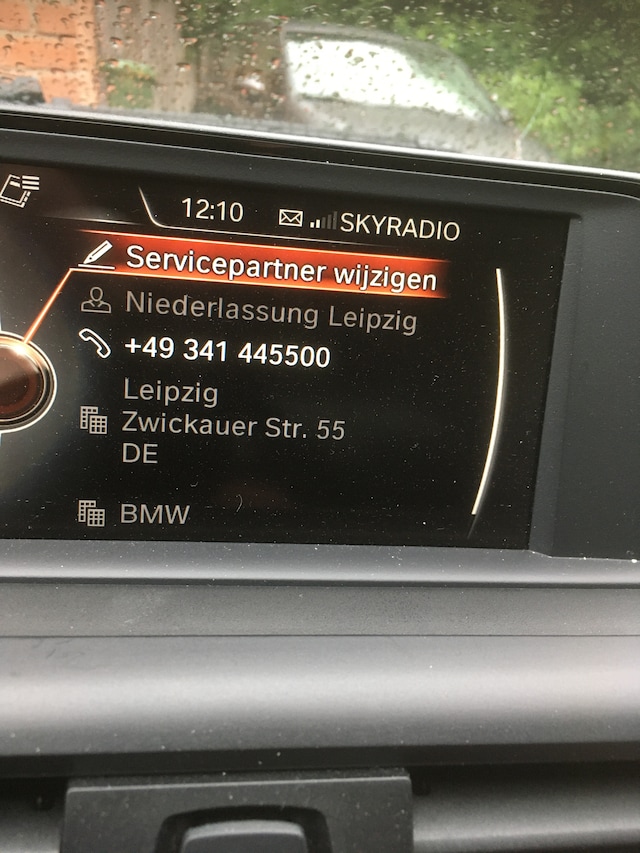 12:10 SKYRADIO
Servicepartner wijzigen
Niederlassung Leipzig
+49 341 445500
Leipzig
Zwickauer Str. 55
DE
BMW